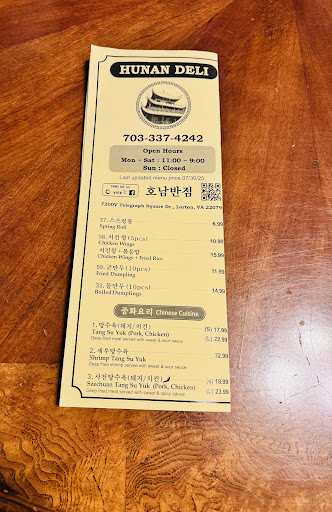 HUNAN DELI
703-337-4242
Open Hours
Mon - Sat : 11:00 - 9:00
Sun : Closed
Last updated menu price 07/30/25
FIND US ON
yelp
호남반점
7200Y Telegraph Square Dr., Lorton, VA 22079
57. 스프링롤 6.99
Spring Roll
58. 치킨윙 (5pcs) 10.99
Chicken Wings
치킨윙 + 볶음밥 15.99
Chicken Wings + Fried Rice
59. 군만두 (10pcs) 11.99
Fried Dumpling
33. 물만두 (10pcs) 14.99
Boiled Dumplings
중화요리 Chinese Cuisine
1. 탕수육(돼지/치킨) (S) 17.99
Tang Su Yuk (Pork, Chicken) (L) 22.99
Deep fried meat served with sweet & sour sauce
2. 새우탕수육 32.99
Shrimp Tang Su Yuk
Deep fried shrimp served with sweet & sour sauce
3. 사천탕수육(돼지/치킨) 18.99
Szechuan Tang Su Yuk (Pork, Chicken) (L) 23.99
Deep fried meat served with sweet & spicy sauce